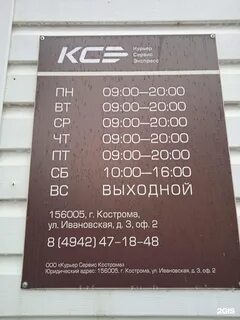 КСЭ
Курьер
Сервис
Экспресс
ПН 09:00–20:00
ВТ 09:00–20:00
СР 09:00–20:00
ЧТ 09:00–20:00
ПТ 09:00–20:00
СБ 10:00–16:00
ВС ВЫХОДНОЙ
156005, г. Кострома,
ул. Ивановская, д. 3, оф. 2
8 (4942) 47-18-48
ООО «Курьер Сервис Кострома»
Юридический адрес: 156005, г. Кострома, ул. Ивановская, д. 3, оф. 2
2GIS